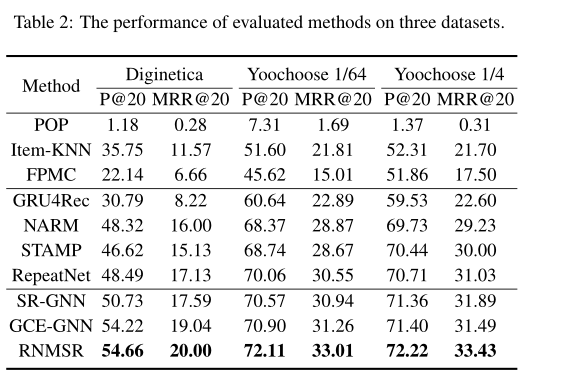 Table 2: The performance of evaluated methods on three datasets.
Method Diginetica Yoochoose 1/64 Yoochoose 1/4
P@20 MRR@20 P@20 MRR@20 P@20 MRR@20
POP 1.18 0.28 7.31 1.69 1.37 0.31
Item-KNN 35.75 11.57 51.60 21.81 52.31 21.70
FPMC 22.14 6.66 45.62 15.01 51.86 17.50
GRU4Rec 30.79 8.22 60.64 22.89 59.53 22.60
NARM 48.32 16.00 68.37 28.87 69.73 29.23
STAMP 46.62 15.13 68.74 28.67 70.44 30.00
RepeatNet 48.49 17.13 70.06 30.55 70.71 31.03
SR-GNN 50.73 17.59 70.57 30.94 71.36 31.89
GCE-GNN 54.22 19.04 70.90 31.26 71.40 31.49
RNMSR 54.66 20.00 72.11 33.01 72.22 33.43